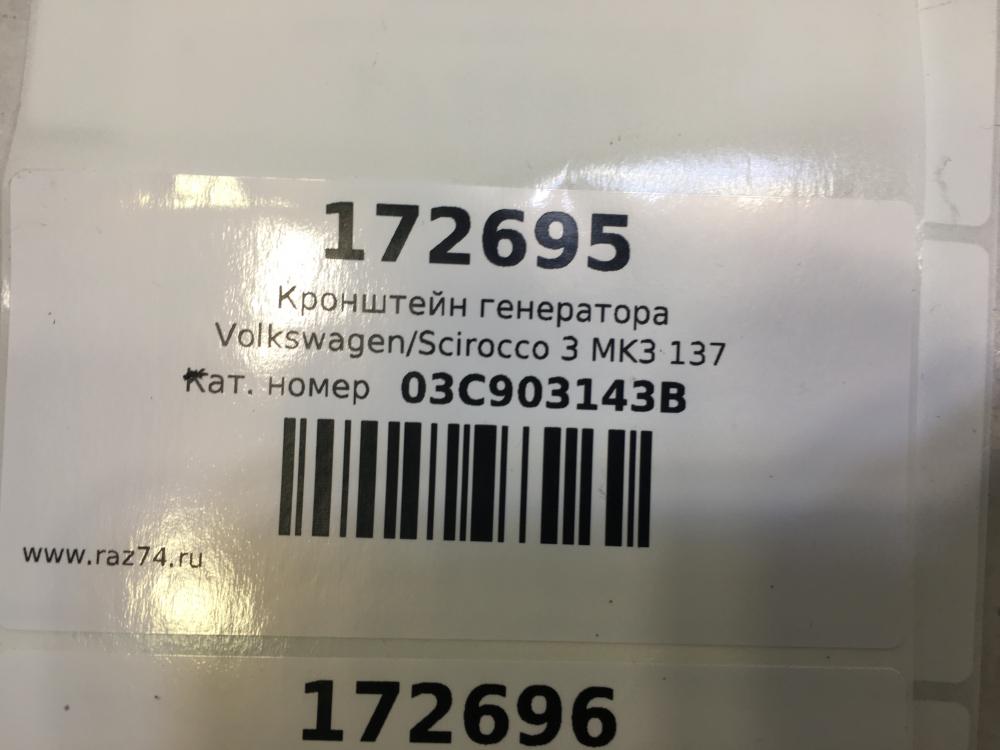 172695
Кронштейн генератора
Volkswagen/Scirocco 3 MK3 137
Кат. номер 03C903143B
www.raz74.ru
172696